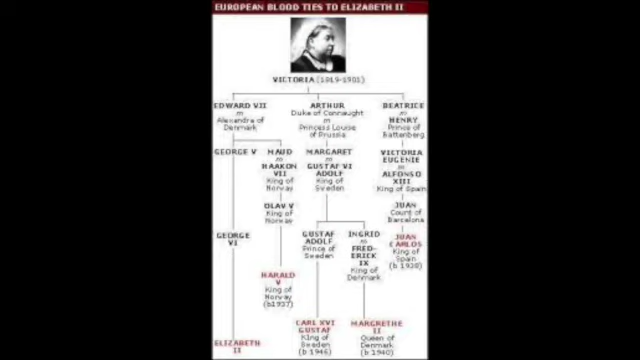 EUROPEAN BLOOD TIES TO ELIZABETH II
VICTORIA (1819-1901)
EDWARD VII
m
Alexandra of
Denmark
ARTHUR
Duke of Connaught
m
Princess Louise
of Prussia
BEATRICE
m
HENRY
Prince of
Battenberg
GEORGE V
MAUD
m
HAAKON
VII
King of
Norway
MARGARET
m
GUSTAF VI
ADOLF
King of
Sweden
VICTORIA
EUGENIE
m
ALFONSO
XIII
King of Spain
OLAV V
King of
Norway
JUAN
Count of
Barcelona
GEORGE
VI
GUSTAF
ADOLF
Prince of
Sweden
INGRID
m
FRED-
ERICK
IX
King of
Denmark
JUAN
CARLOS
King of
Spain
(b 1938)
HARALD
V
King of
Norway
(b1937)
ELIZABETH
II
CARL XVI
GUSTAF
King of
Sweden
(b 1946)
MARGRETHE
II
Queen of
Denmark
(b 1940)